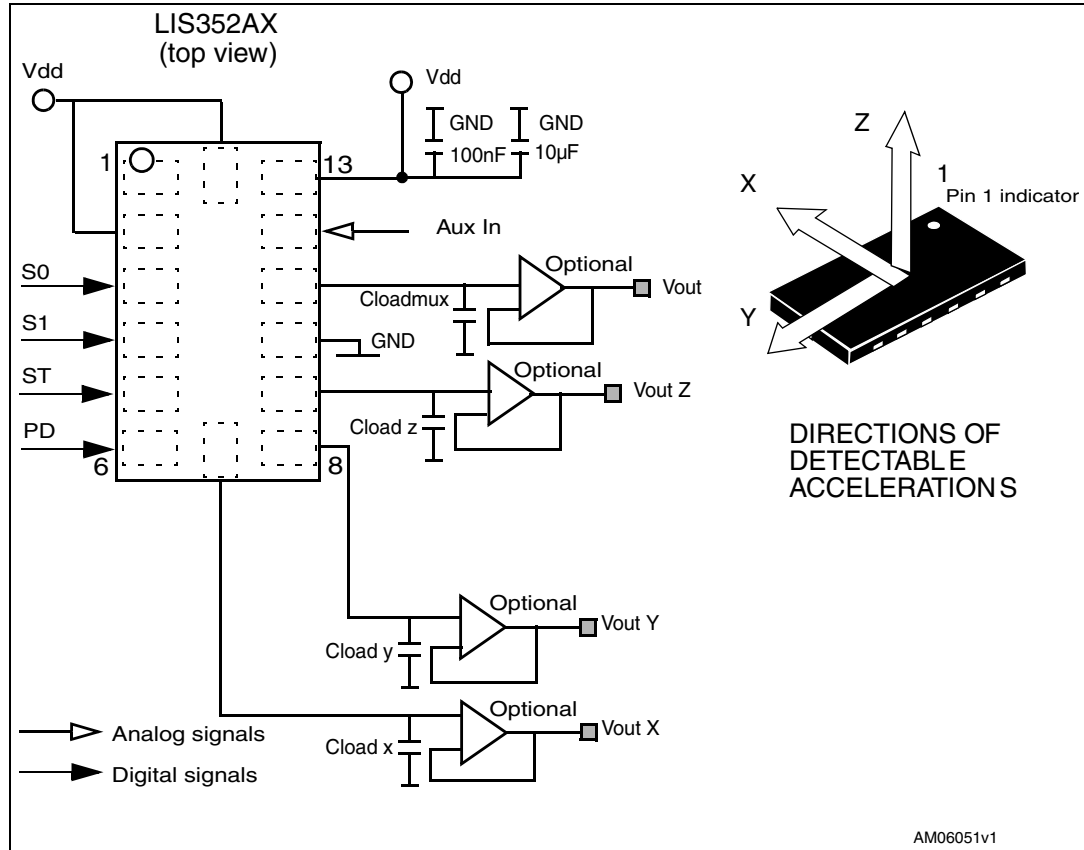 LIS352AX
(top view)
Vdd
Vdd
GND
GND
100nF
10µF
1
13
Aux In
S0
Optional
Cloadmux
Vout
S1
GND
ST
Optional
Vout Z
Cload z
PD
6
8
Optional
Vout Y
Cload y
Optional
Vout X
Cload x
Analog signals
Digital signals
Z
X
1
Pin 1 indicator
Y
DIRECTIONS OF
DETECTABLE
ACCELERATIONS
AM06051v1